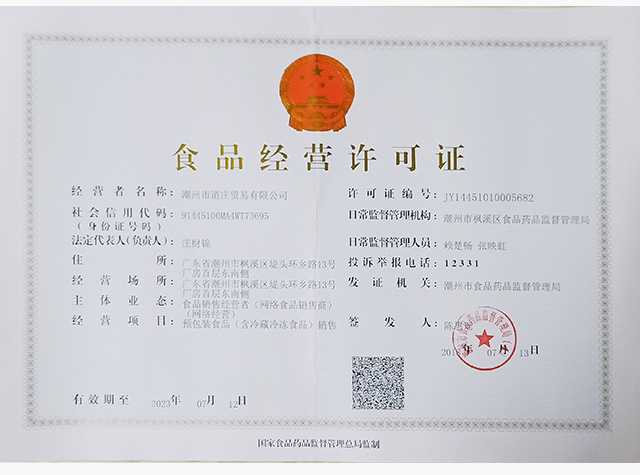 食品经营许可证
经营者名称: 潮州市道庄贸易有限公司
社会信用代码: 91445100MA4WT73695
(身份证号码)
法定代表人(负责人): 庄财锦
住所: 广东省潮州市枫溪区堤头环乡路13号
厂房首层东南侧
经营场所: 广东省潮州市枫溪区堤头环乡路13号
厂房首层东南侧
主体业态: 食品销售经营者(网络食品销售商)
(网络经营)
经营项目: 预包装食品(含冷藏冷冻食品)销售
有效期至 2023年 07月 12日
许可证编号: JY14451010005682
日常监督管理机构: 潮州市枫溪区食品药品监督管理局
日常监督管理人员: 赖楚畅 张映虹
投诉举报电话: 12331
发证机关: 潮州市食品药品监督管理局
签发人: 陈
年 07月 13日
国家食品药品监督管理总局监制